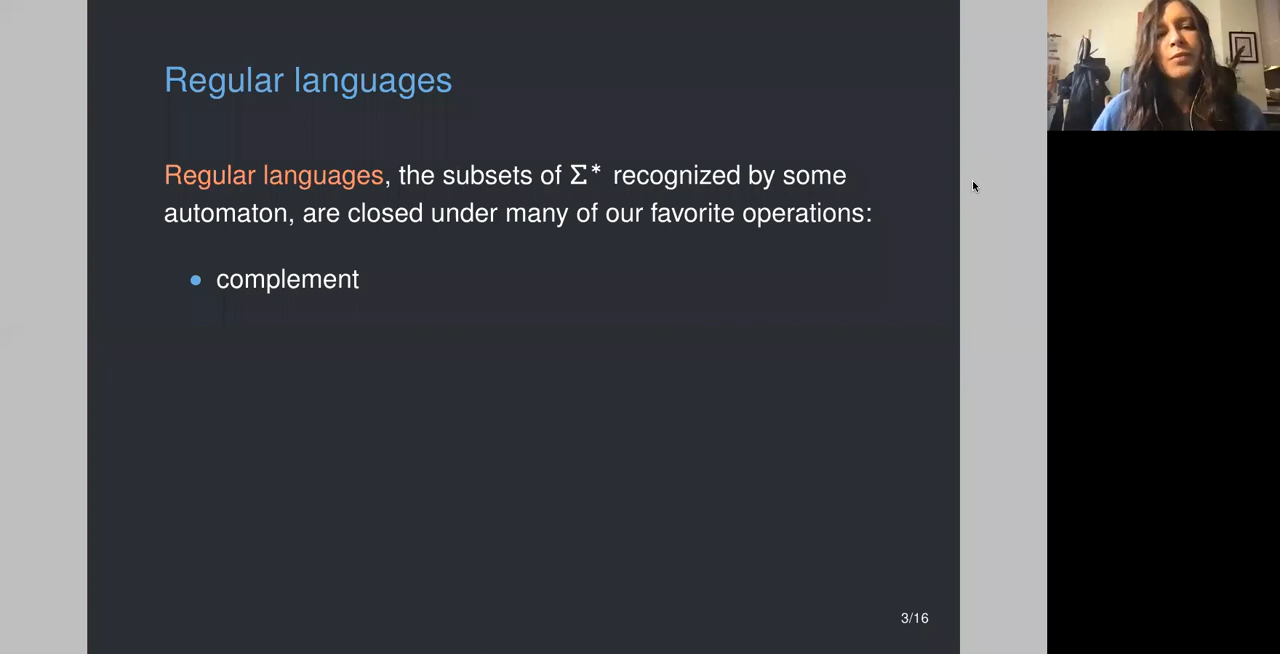 Regular languages
Regular languages, the subsets of Σ* recognized by some
automaton, are closed under many of our favorite operations:
• complement
3/16